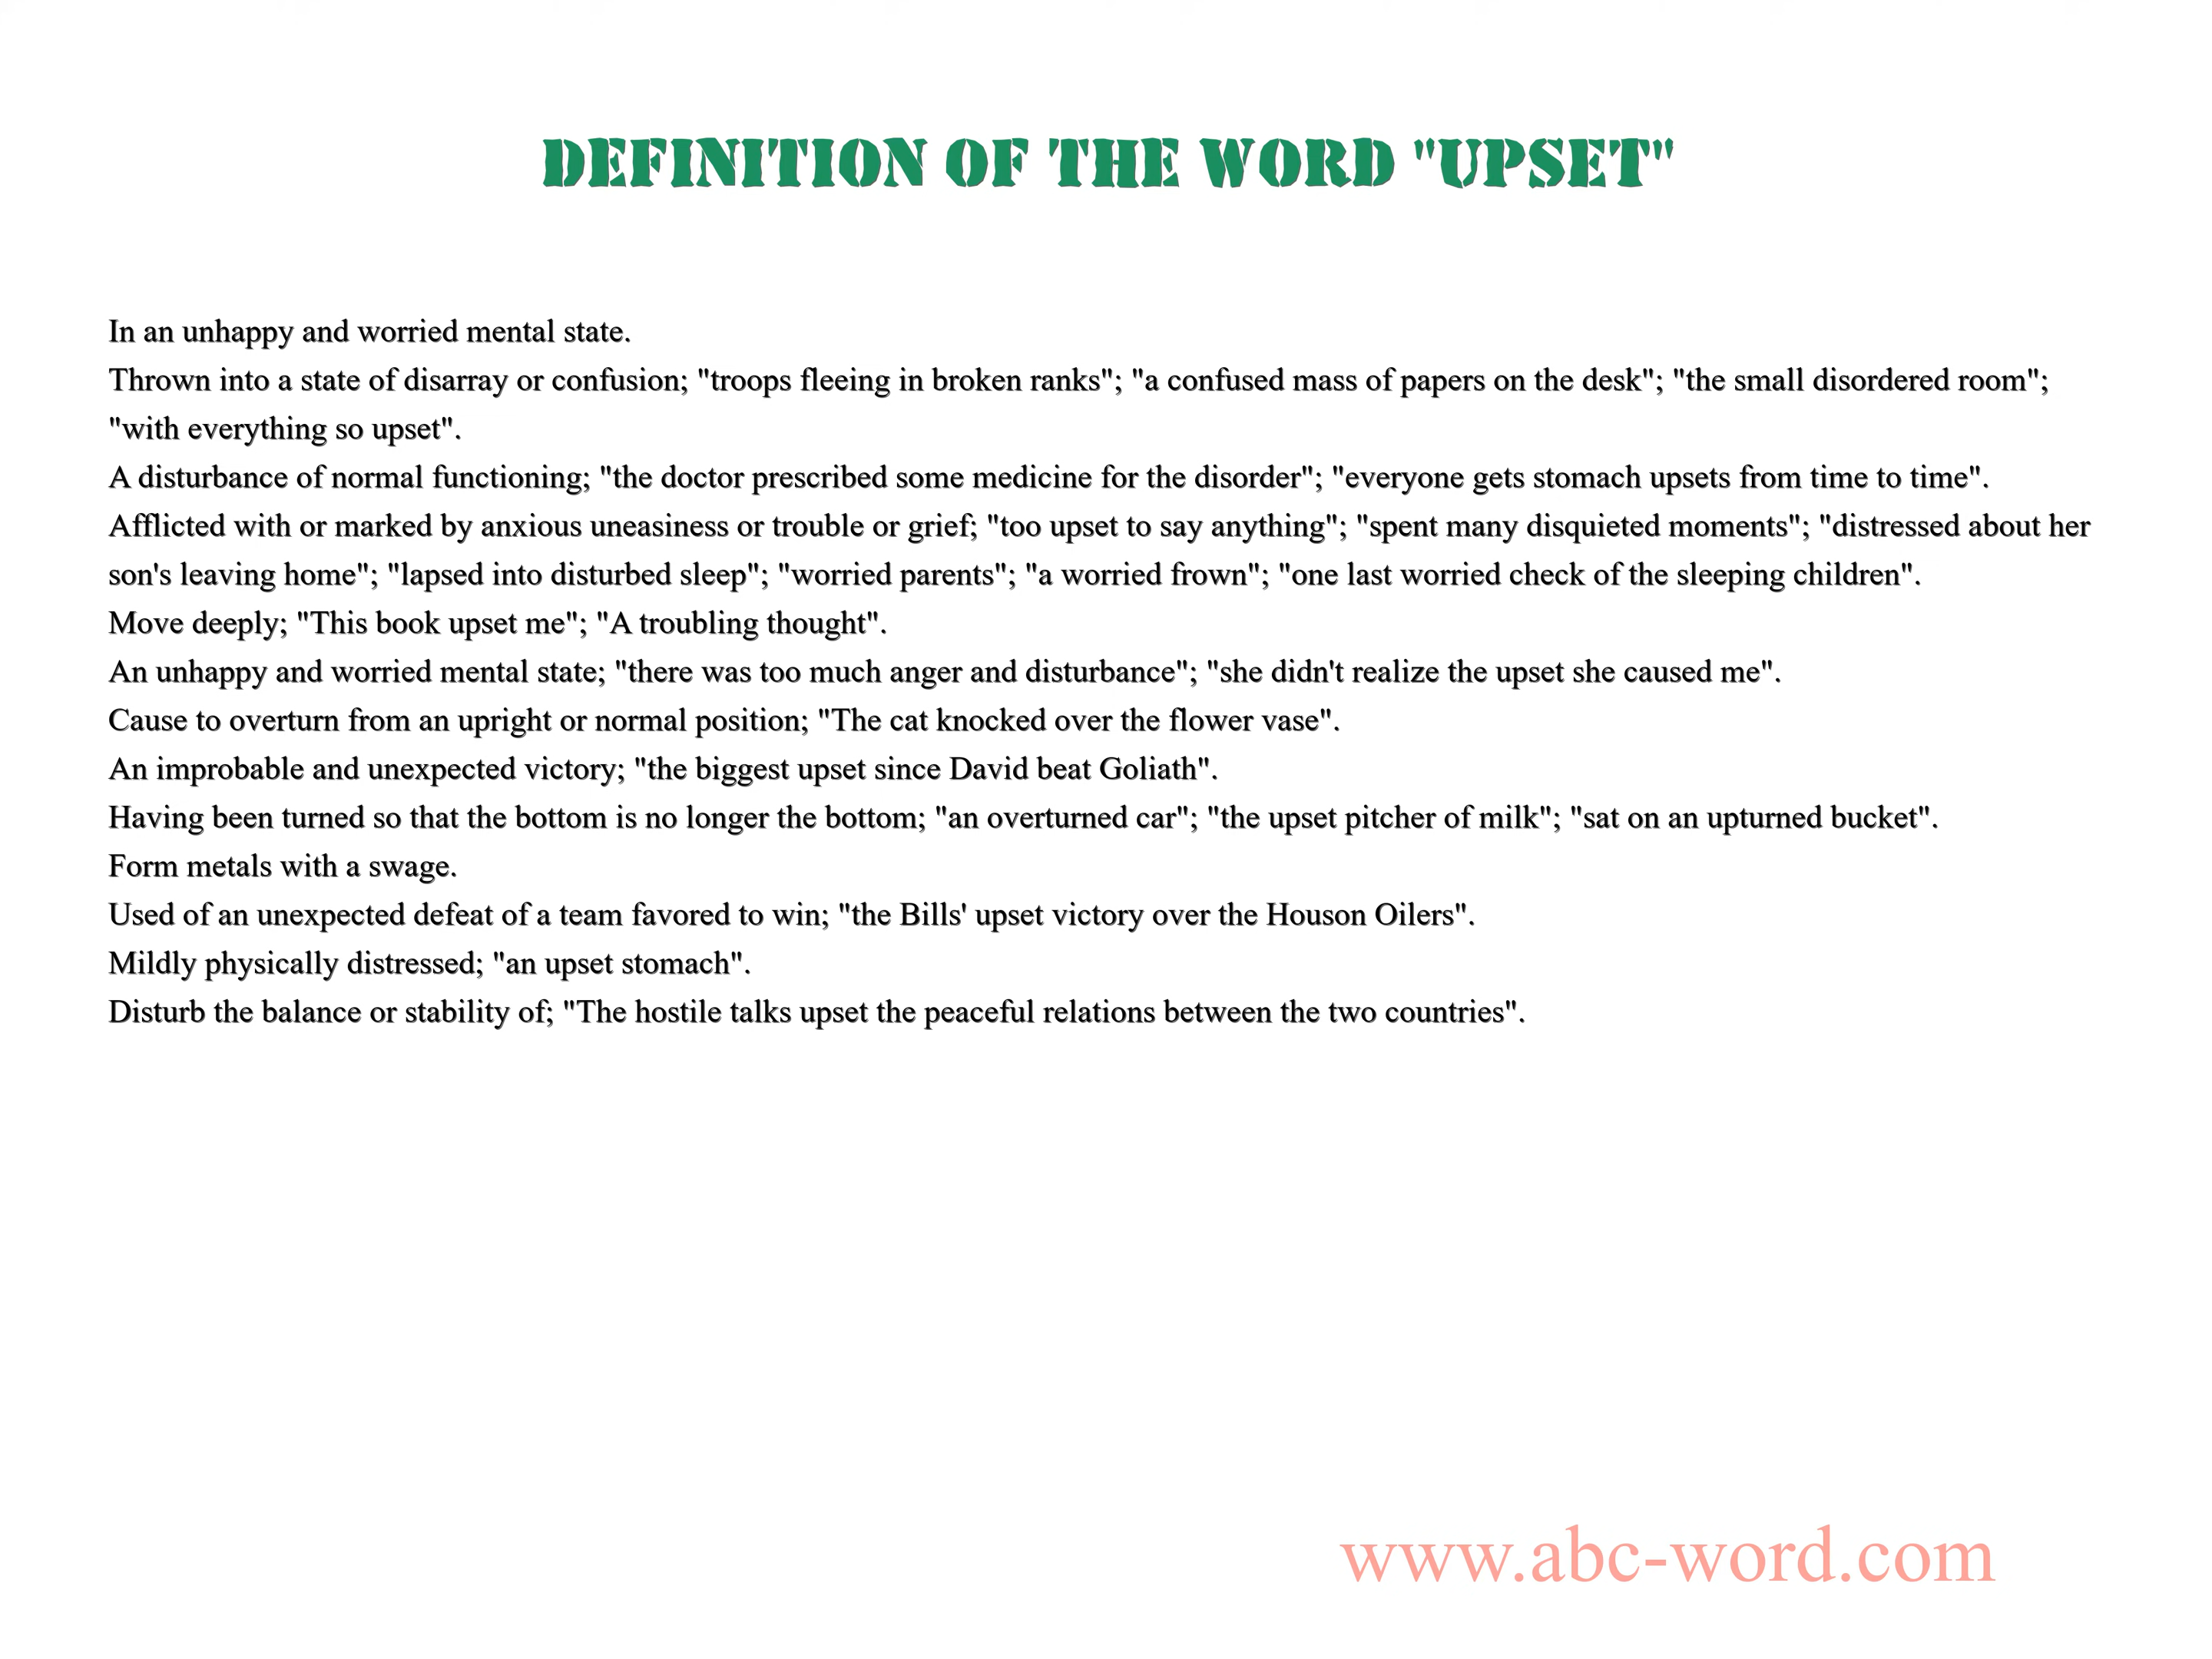 DEFINITION OF THE WORD "UPSET"
In an unhappy and worried mental state.
Thrown into a state of disarray or confusion; "troops fleeing in broken ranks"; "a confused mass of papers on the desk"; "the small disordered room";
"with everything so upset".
A disturbance of normal functioning; "the doctor prescribed some medicine for the disorder"; "everyone gets stomach upsets from time to time".
Afflicted with or marked by anxious uneasiness or trouble or grief; "too upset to say anything"; "spent many disquieted moments"; "distressed about her
son's leaving home"; "lapsed into disturbed sleep"; "worried parents"; "a worried frown"; "one last worried check of the sleeping children".
Move deeply; "This book upset me"; "A troubling thought".
An unhappy and worried mental state; "there was too much anger and disturbance"; "she didn't realize the upset she caused me".
Cause to overturn from an upright or normal position; "The cat knocked over the flower vase".
An improbable and unexpected victory; "the biggest upset since David beat Goliath".
Having been turned so that the bottom is no longer the bottom; "an overturned car"; "the upset pitcher of milk"; "sat on an upturned bucket".
Form metals with a swage.
Used of an unexpected defeat of a team favored to win; "the Bills' upset victory over the Houson Oilers".
Mildly physically distressed; "an upset stomach".
Disturb the balance or stability of; "The hostile talks upset the peaceful relations between the two countries".
www.abc-word.com